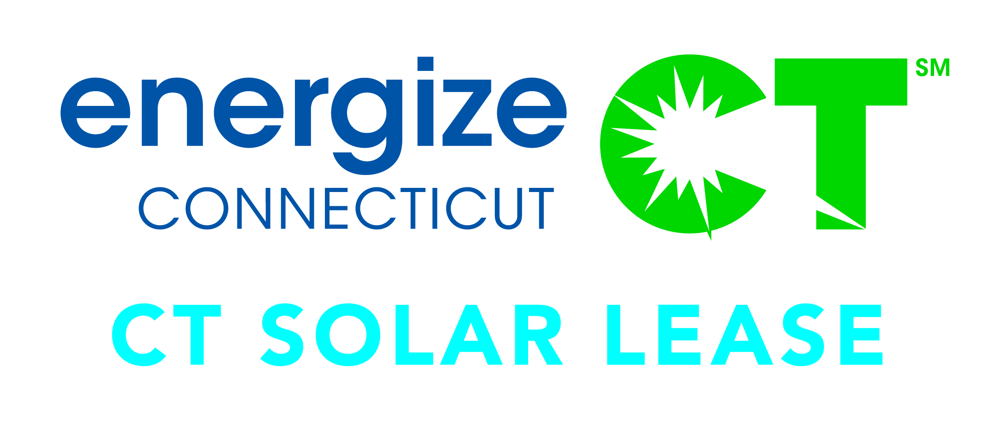 energize CT SM
CONNECTICUT
CT SOLAR LEASE